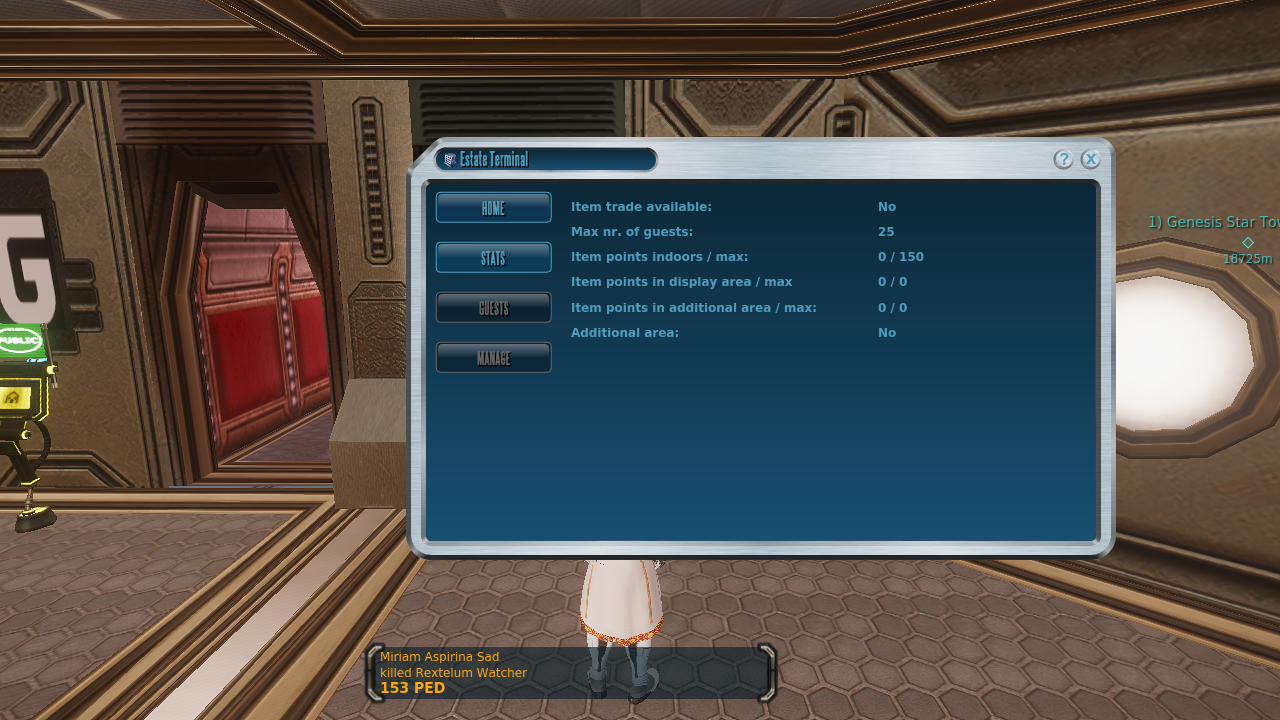 Estate Terminal
?
X
HOME
STATS
GUESTS
MANAGE
Item trade available: No
Max nr. of guests: 25
Item points indoors / max: 0 / 150
Item points in display area / max 0 / 0
Item points in additional area / max: 0 / 0
Additional area: No
1) Genesis Star Tow
18725m
G
PUBLIC
Miriam Aspirina Sad
killed Rextelum Watcher
153 PED